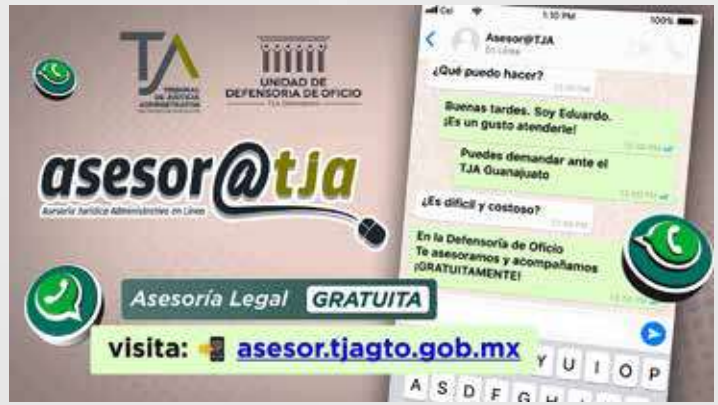 TJA
TRIBUNAL
DE JUSTICIA
ADMINISTRATIVA
UNIDAD DE
DEFENSORÍA DE OFICIO
asesor@tja
Asesoría Jurídica Administrativa en Línea
Asesoría Legal GRATUITA
visita: asesor.tjagto.gob.mx
Cel
1:10 PM
100%
Asesor@TJA
En Línea
¿Qué puedo hacer?
Buenas tardes. Soy Eduardo.
¡Es un gusto atenderle!
Puedes demandar ante el
TJA Guanajuato
¿Es difícil y costoso?
En la Defensoría de Oficio
Te asesoramos y acompañamos
¡GRATUITAMENTE!
Y U I O P
A S D F G H